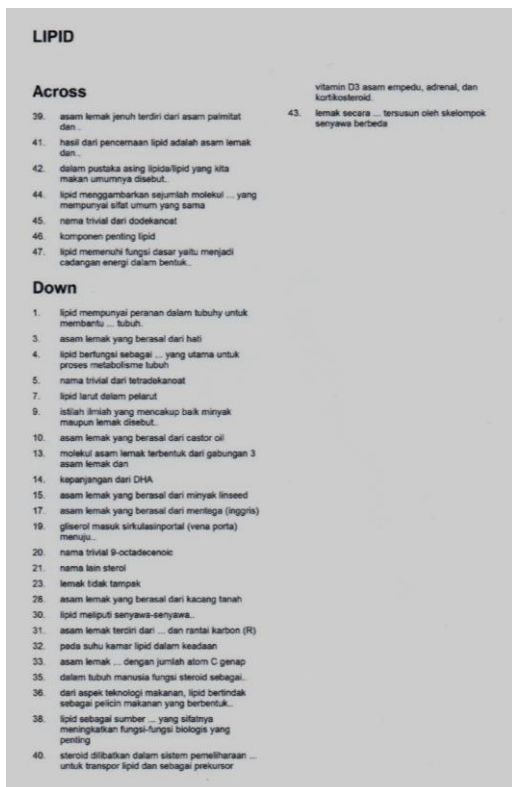 LIPID
Across
39. asam lemak jenuh terdiri dari asam palmitat
dan..
41. hasil dari pencernaan lipid adalah asam lemak
dan..
42. dalam pustaka asing lipida/lipid yang kita
makan umumnya disebut..
44. lipid menggambarkan sejumlah molekul ... yang
mempunyai sifat umum yang sama
45. nama trivial dari dodekanoat
46. komponen penting lipid
47. lipid memenuhi fungsi dasar yaitu menjadi
cadangan energi dalam bentuk..
Down
1. lipid mempunyai peranan dalam tubuhy untuk
membantu ... tubuh.
3. asam lemak yang berasal dari hati
4. lipid berfungsi sebagai ... yang utama untuk
proses metabolisme tubuh
5. nama trivial dari tetradekanoat
7. lipid larut dalam pelarut
9. istilah ilmiah yang mencakup baik minyak
maupun lemak disebut..
10. asam lemak yang berasal dari castor oil
13. molekul asam lemak terbentuk dari gabungan 3
asam lemak dan
14. kepanjangan dari DHA
15. asam lemak yang berasal dari minyak linseed
17. asam lemak yang berasal dari mentega (inggris)
19. gliserol masuk sirkulasinportal (vena porta)
menuju..
20. nama trivial 9-octadecenoic
21. nama lain sterol
23. lemak tidak tampak
28. asam lemak yang berasal dari kacang tanah
30. lipid meliputi senyawa-senyawa..
31. asam lemak terdiri dari ... dan rantai karbon (R)
32. pada suhu kamar lipid dalam keadaan
33. asam lemak ... dengan jumlah atom C genap
35. dalam tubuh manusia fungsi steroid sebagai..
36. dari aspek teknologi makanan, lipid bertindak
sebagai pelicin makanan yang berbentuk..
38. lipid sebagai sumber ... yang sifatnya
meningkatkan fungsi-fungsi biologis yang
penting
40. steroid dilibatkan dalam sistem pemeliharaan ...
untuk transpor lipid dan sebagai prekursor
vitamin D3 asam empedu, adrenal, dan
kortikosteroid.
43. lemak secara ... tersusun oleh skelompok
senyawa berbeda